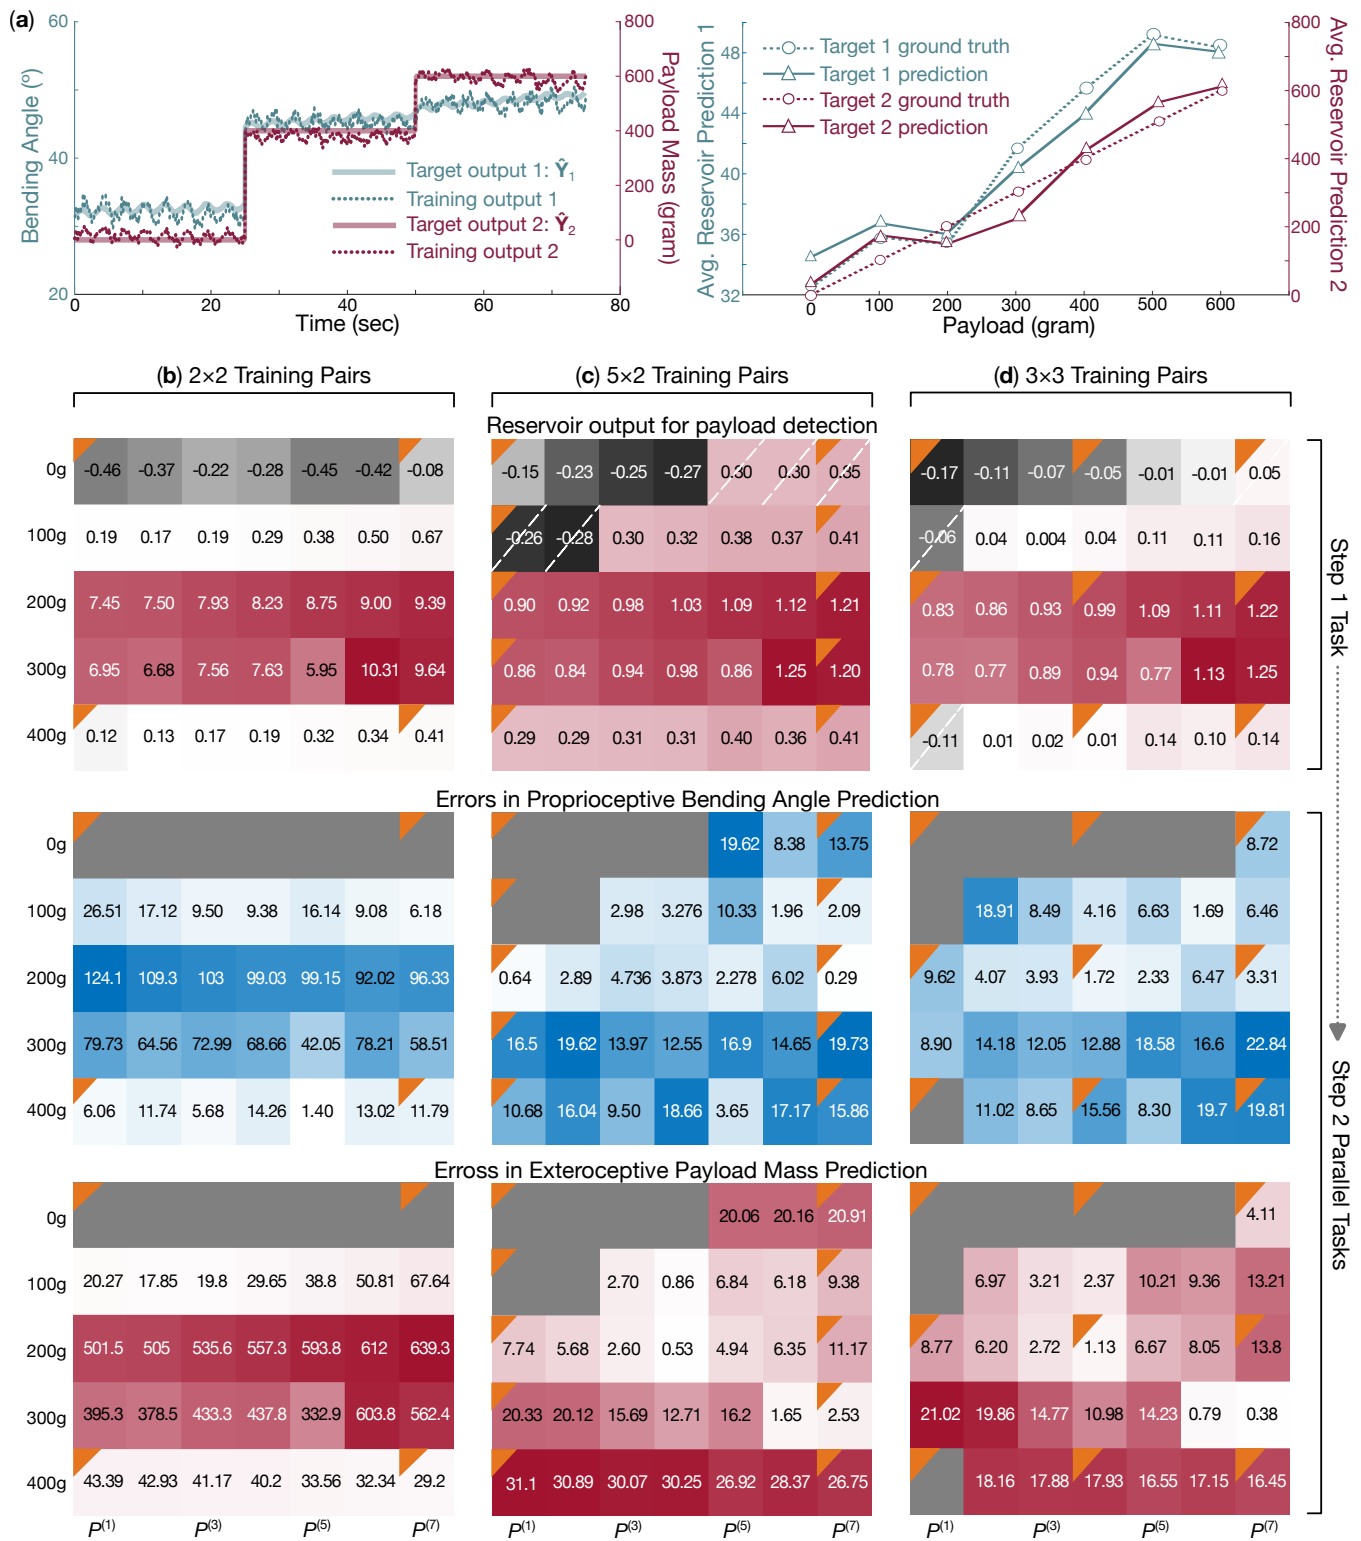 (a)
60
40
20
Bending Angle (º)
0
20
40
60
80
Time (sec)
800
600
400
200
0
Payload Mass (gram)
Target output 1: Ŷ₁
Training output 1
Target output 2: Ŷ₂
Training output 2
48
44
40
36
32
Avg. Reservoir Prediction 1
Target 1 ground truth
Target 1 prediction
Target 2 ground truth
Target 2 prediction
0 100 200 300 400 500 600
Payload (gram)
800
600
400
200
0
Avg. Reservoir Prediction 2
(b) 2×2 Training Pairs
(c) 5×2 Training Pairs
(d) 3×3 Training Pairs
Reservoir output for payload detection
0g -0.46 -0.37 -0.22 -0.28 -0.45 -0.42 -0.08 -0.15 -0.23 -0.25 -0.27 0.30 0.30 0.35 -0.17 -0.11 -0.07 -0.05 -0.01 -0.01 0.05
100g 0.19 0.17 0.19 0.29 0.38 0.50 0.67 -0.26 -0.28 0.30 0.32 0.38 0.37 0.41 -0.06 0.04 0.004 0.04 0.11 0.11 0.16
200g 7.45 7.50 7.93 8.23 8.75 9.00 9.39 0.90 0.92 0.98 1.03 1.09 1.12 1.21 0.83 0.86 0.93 0.99 1.09 1.11 1.22
300g 6.95 6.68 7.56 7.63 5.95 10.31 9.64 0.86 0.84 0.94 0.98 0.86 1.25 1.20 0.78 0.77 0.89 0.94 0.77 1.13 1.25
400g 0.12 0.13 0.17 0.19 0.32 0.34 0.41 0.29 0.29 0.31 0.31 0.40 0.36 0.41 -0.11 0.01 0.02 0.01 0.14 0.10 0.14
Step 1 Task
Errors in Proprioceptive Bending Angle Prediction
0g 19.62 8.38 13.75 8.72
100g 26.51 17.12 9.50 9.38 16.14 9.08 6.18 2.98 3.276 10.33 1.96 2.09 18.91 8.49 4.16 6.63 1.69 6.46
200g 124.1 109.3 103 99.03 99.15 92.02 96.33 0.64 2.89 4.736 3.873 2.278 6.02 0.29 9.62 4.07 3.93 1.72 2.33 6.47 3.31
300g 79.73 64.56 72.99 68.66 42.05 78.21 58.51 16.5 19.62 13.97 12.55 16.9 14.65 19.73 8.90 14.18 12.05 12.88 18.58 16.6 22.84
400g 6.06 11.74 5.68 14.26 1.40 13.02 11.79 10.68 16.04 9.50 18.66 3.65 17.17 15.86 11.02 8.65 15.56 8.30 19.7 19.81
Step 2 Parallel Tasks
Erross in Exteroceptive Payload Mass Prediction
0g 20.06 20.16 20.91 4.11
100g 20.27 17.85 19.8 29.65 38.8 50.81 67.64 2.70 0.86 6.84 6.18 9.38 6.97 3.21 2.37 10.21 9.36 13.21
200g 501.5 505 535.6 557.3 593.8 612 639.3 7.74 5.68 2.60 0.53 4.94 6.35 11.17 8.77 6.20 2.72 1.13 6.67 8.05 13.8
300g 395.3 378.5 433.3 437.8 332.9 603.8 562.4 20.33 20.12 15.69 12.71 16.2 1.65 2.53 21.02 19.86 14.77 10.98 14.23 0.79 0.38
400g 43.39 42.93 41.17 40.2 33.56 32.34 29.2 31.1 30.89 30.07 30.25 26.92 28.37 26.75 18.16 17.88 17.93 16.55 17.15 16.45
P⁽¹⁾ P⁽³⁾ P⁽⁵⁾ P⁽⁷⁾ P⁽¹⁾ P⁽³⁾ P⁽⁵⁾ P⁽⁷⁾ P⁽¹⁾ P⁽³⁾ P⁽⁵⁾ P⁽⁷⁾